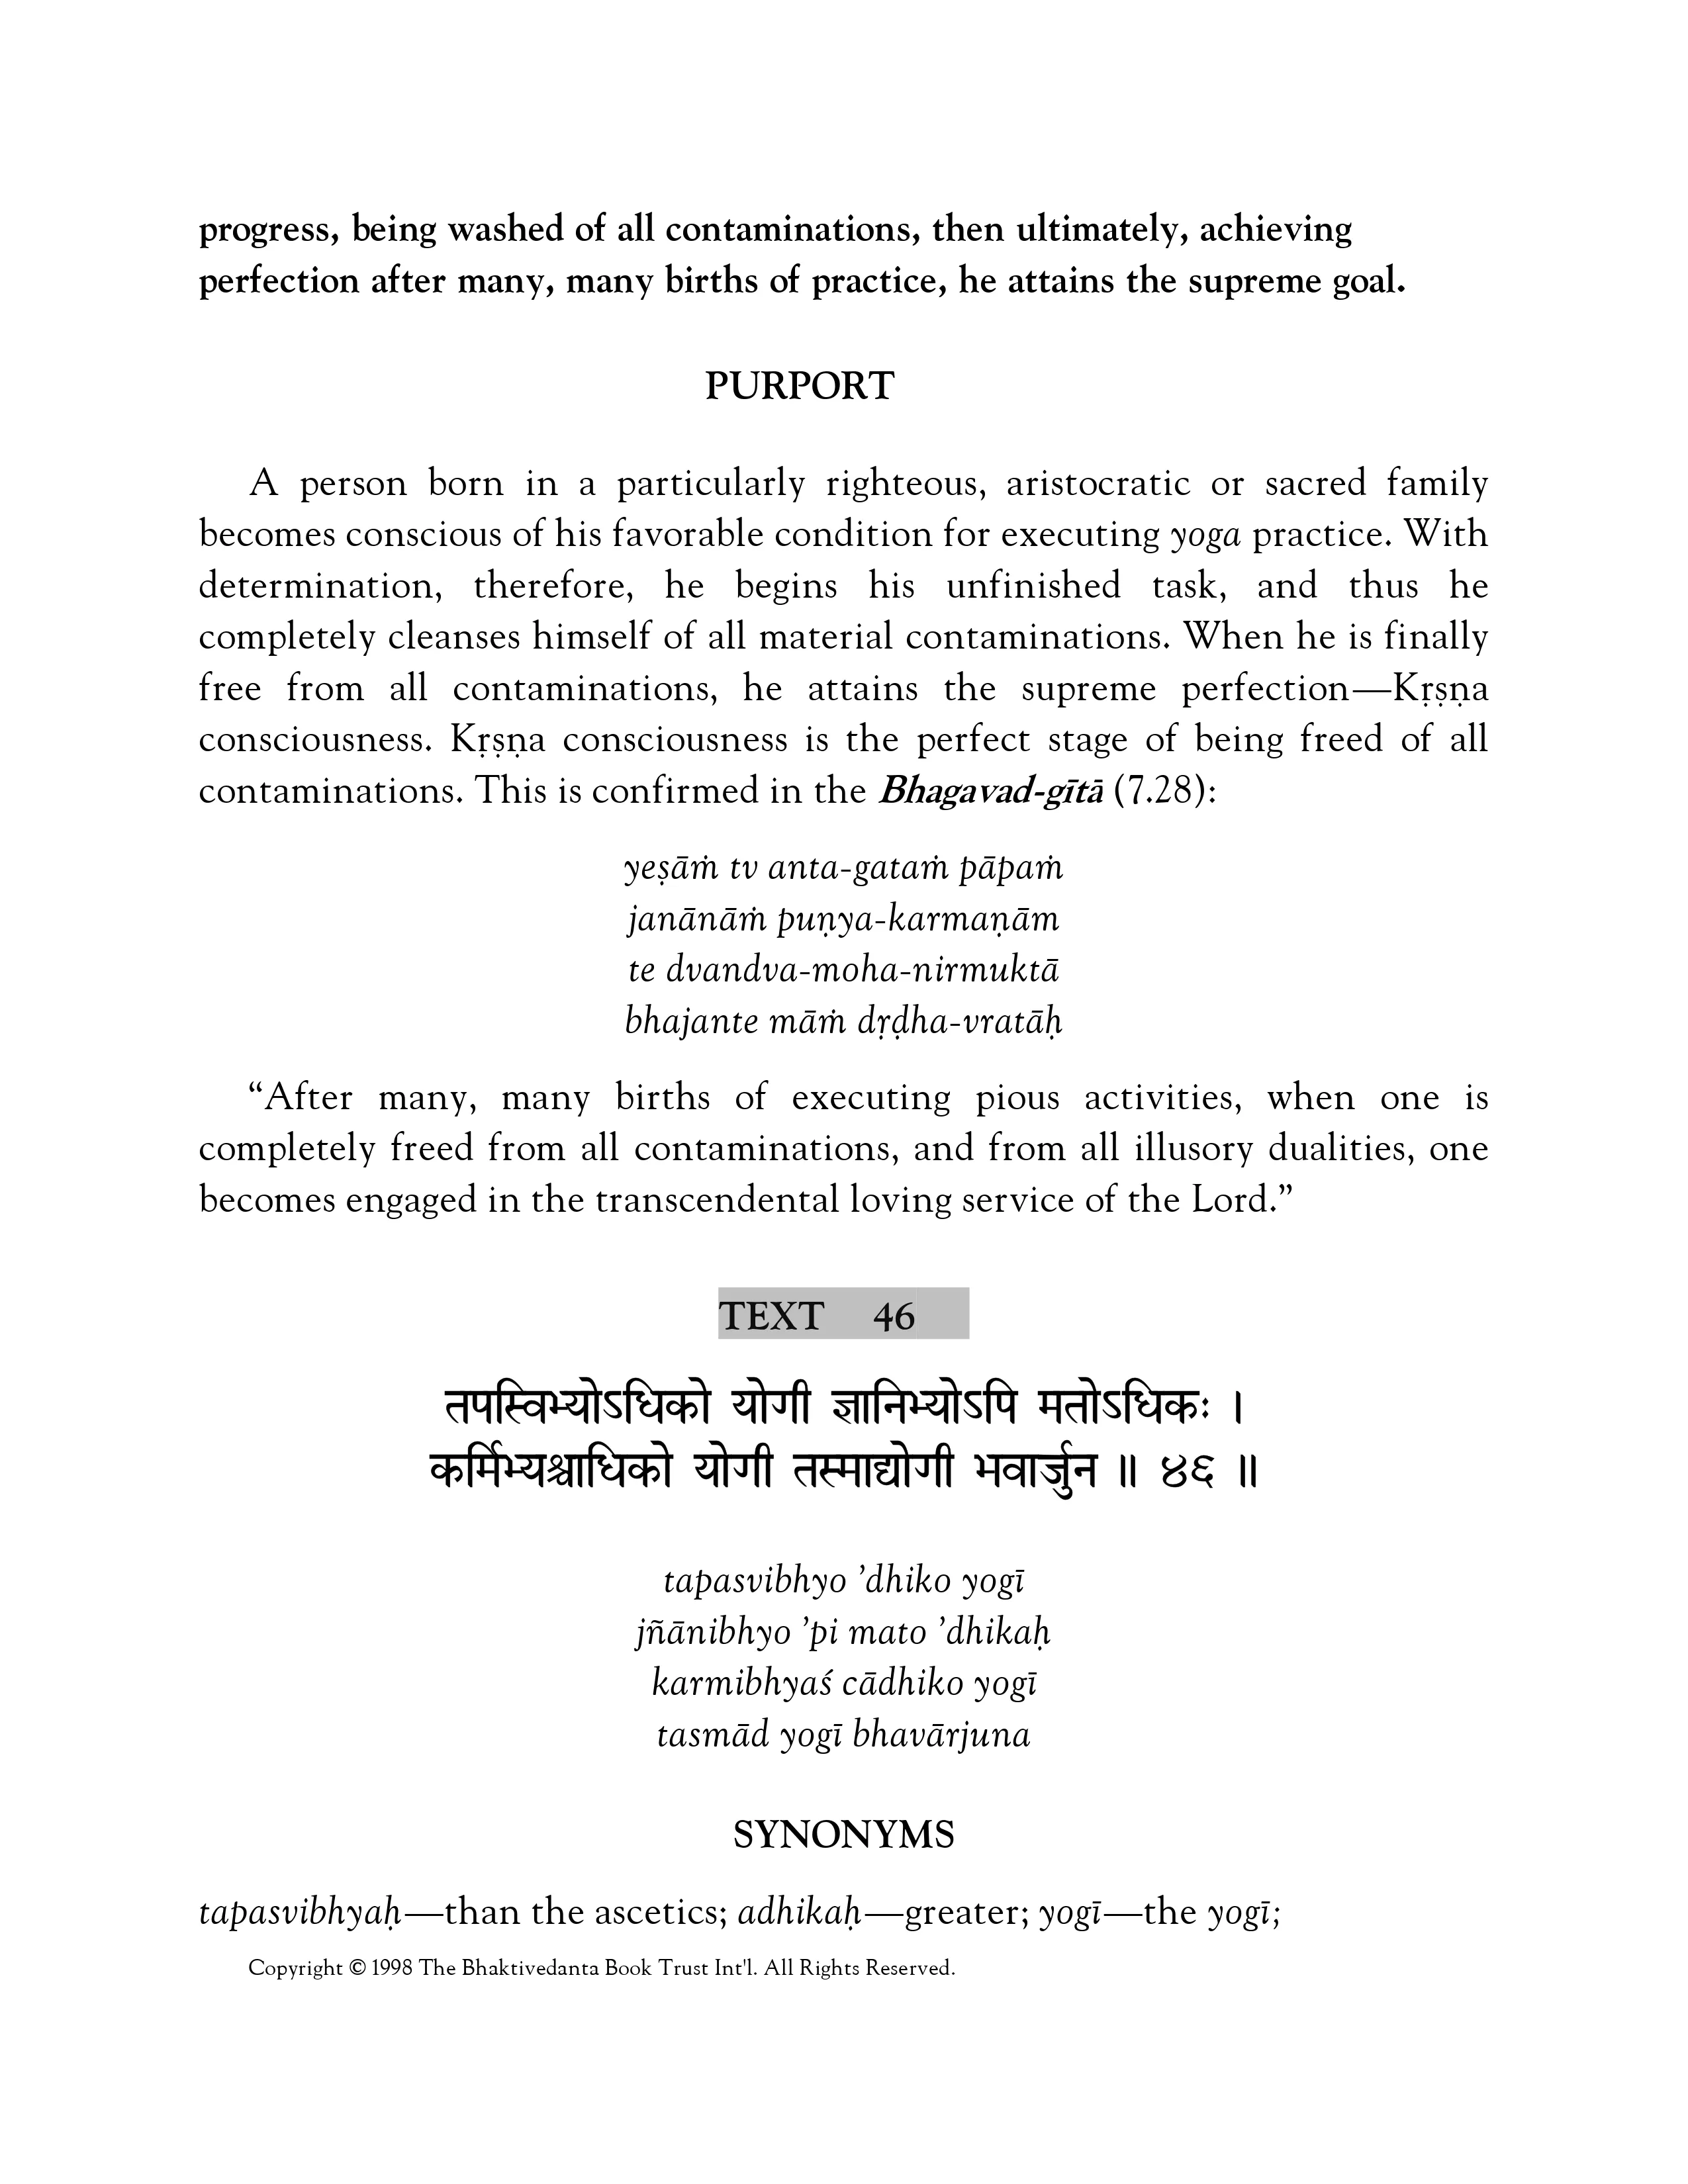 progress, being washed of all contaminations, then ultimately, achieving
perfection after many, many births of practice, he attains the supreme goal.
PURPORT
A person born in a particularly righteous, aristocratic or sacred family
becomes conscious of his favorable condition for executing yoga practice. With
determination, therefore, he begins his unfinished task, and thus he
completely cleanses himself of all material contaminations. When he is finally
free from all contaminations, he attains the supreme perfection—Kṛṣṇa
consciousness. Kṛṣṇa consciousness is the perfect stage of being freed of all
contaminations. This is confirmed in the Bhagavad-gītā (7.28):
yeṣāṁ tv anta-gataṁ pāpaṁ
janānāṁ puṇya-karmaṇām
te dvandva-moha-nirmuktā
bhajante māṁ dṛḍha-vratāḥ
“After many, many births of executing pious activities, when one is
completely freed from all contaminations, and from all illusory dualities, one
becomes engaged in the transcendental loving service of the Lord.”
TEXT 46
तपस्विभ्योऽधिको योगी ज्ञानिभ्योऽपि मतोऽधिकः ।
कर्मिभ्यश्चाधिको योगी तस्माद्योगी भवार्जुन ॥ ४६ ॥
tapasvibhyo ’dhiko yogī
jñānibhyo ’pi mato ’dhikaḥ
karmibhyaś cādhiko yogī
tasmād yogī bhavārjuna
SYNONYMS
tapasvibhyaḥ—than the ascetics; adhikaḥ—greater; yogī—the yogī;
Copyright © 1998 The Bhaktivedanta Book Trust Int'l. All Rights Reserved.